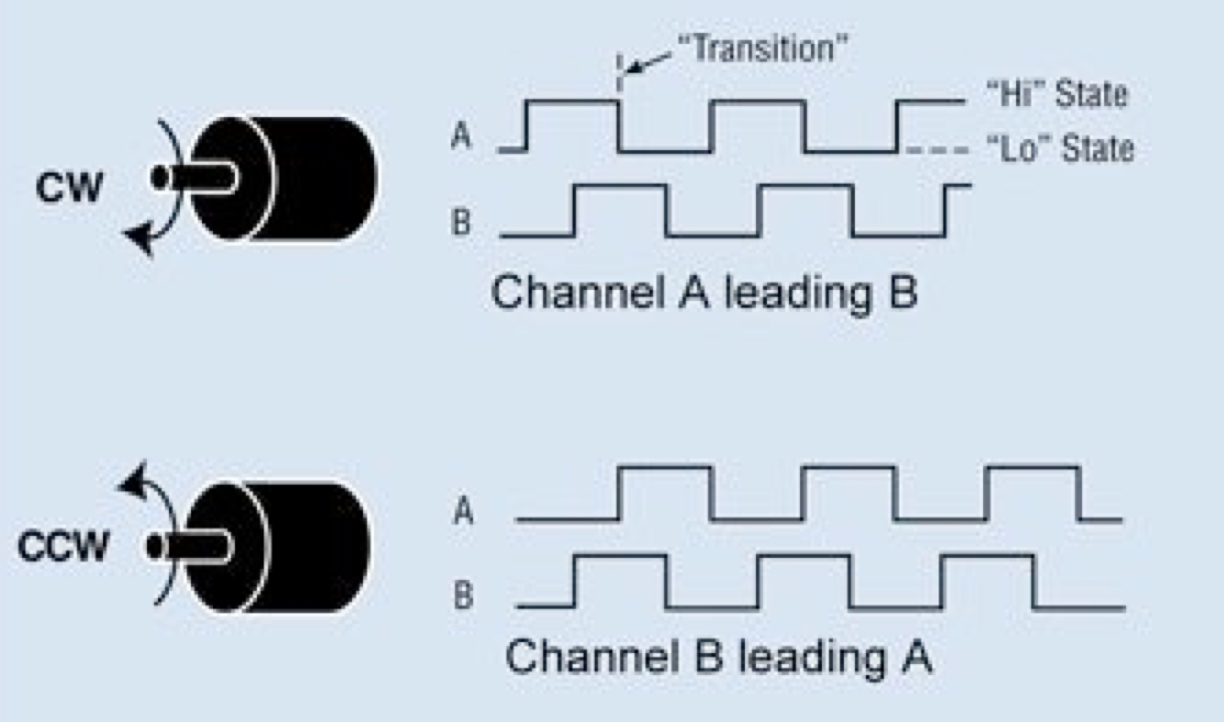 “Transition”
“Hi” State
A
“Lo” State
CW
B
Channel A leading B
A
CCW
B
Channel B leading A